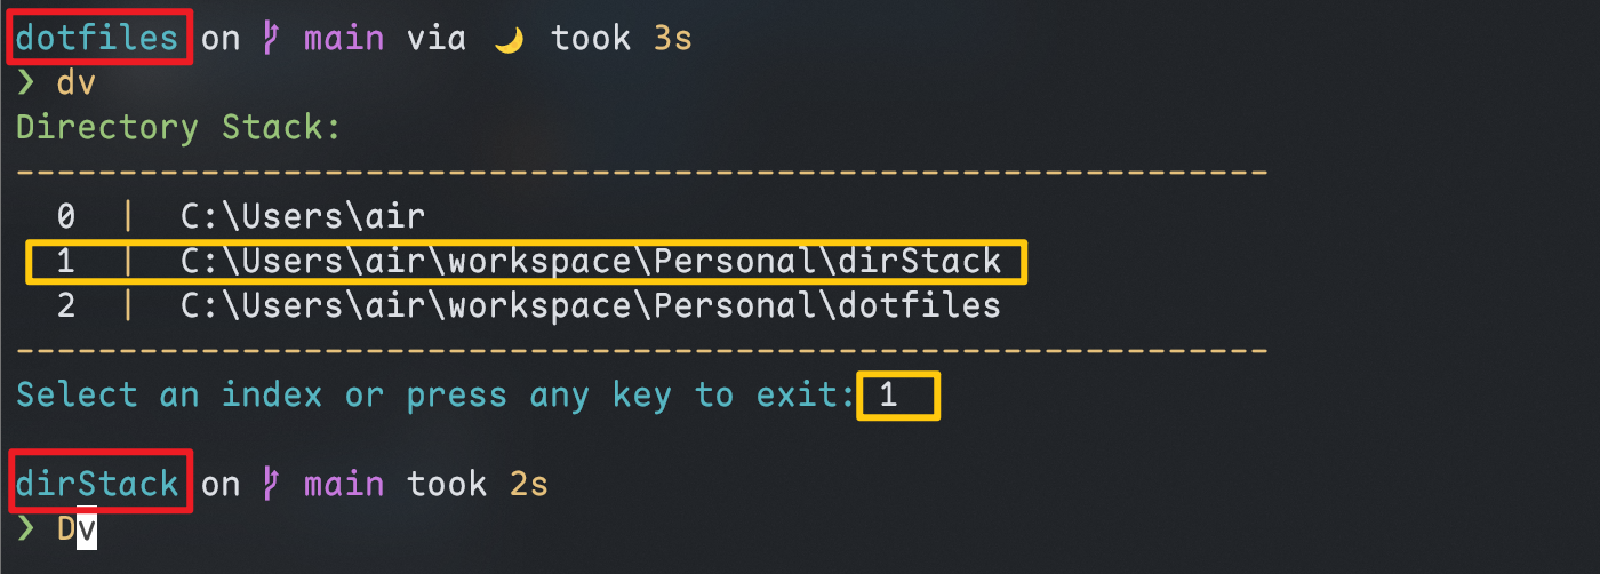 dotfiles on main via 🌙 took 3s
❯ dv
Directory Stack:
-------------------------------------------------------------
0 | C:\Users\air
1 | C:\Users\air\workspace\Personal\dirStack
2 | C:\Users\air\workspace\Personal\dotfiles
-------------------------------------------------------------
Select an index or press any key to exit: 1
dirStack on main took 2s
❯ Dv